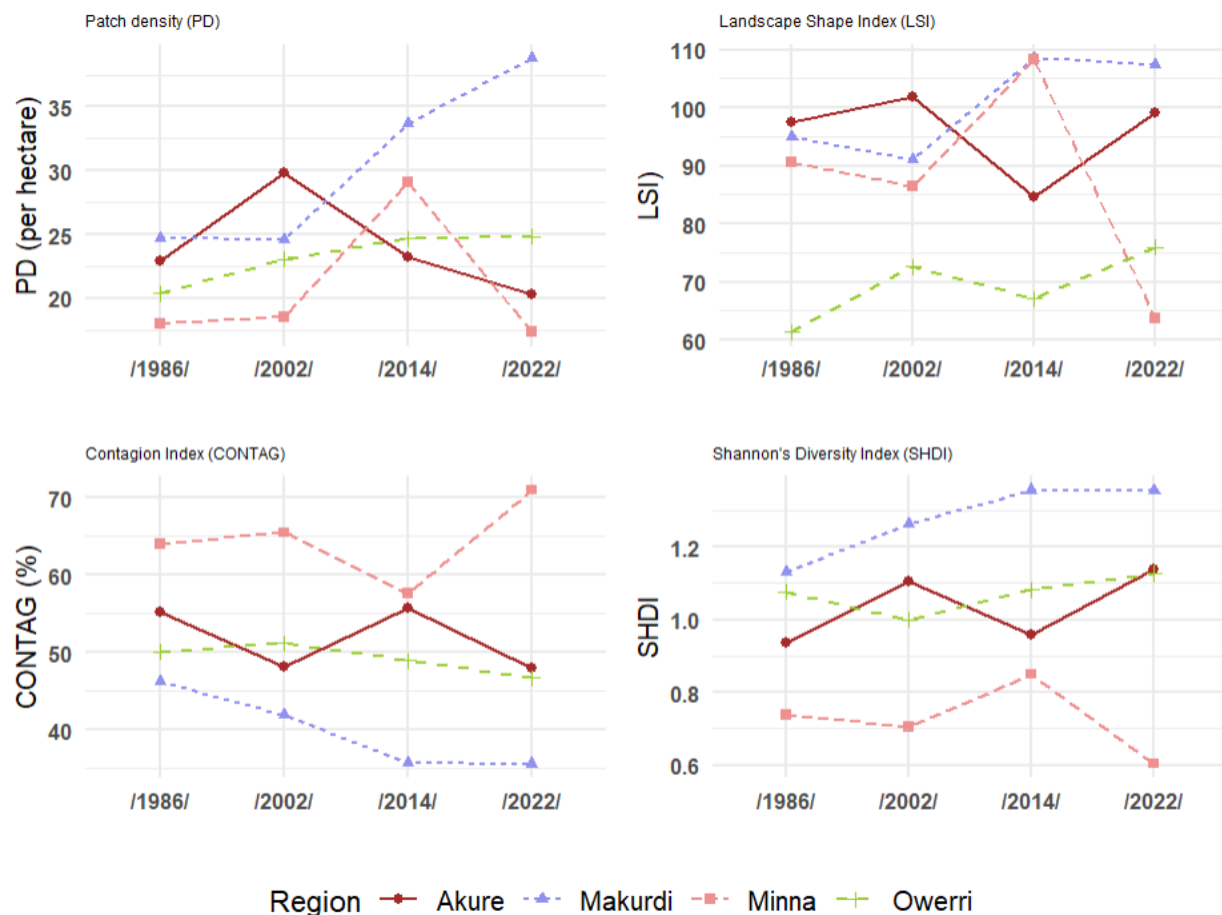 Patch density (PD)
PD (per hectare)
35
30
25
20
/1986/ /2002/ /2014/ /2022/
Landscape Shape Index (LSI)
LSI)
110
100
90
80
70
60
/1986/ /2002/ /2014/ /2022/
Contagion Index (CONTAG)
CONTAG (%)
70
60
50
40
/1986/ /2002/ /2014/ /2022/
Shannon's Diversity Index (SHDI)
SHDI)
1.2
1.0
0.8
0.6
/1986/ /2002/ /2014/ /2022/
Region Akure Makurdi Minna Owerri